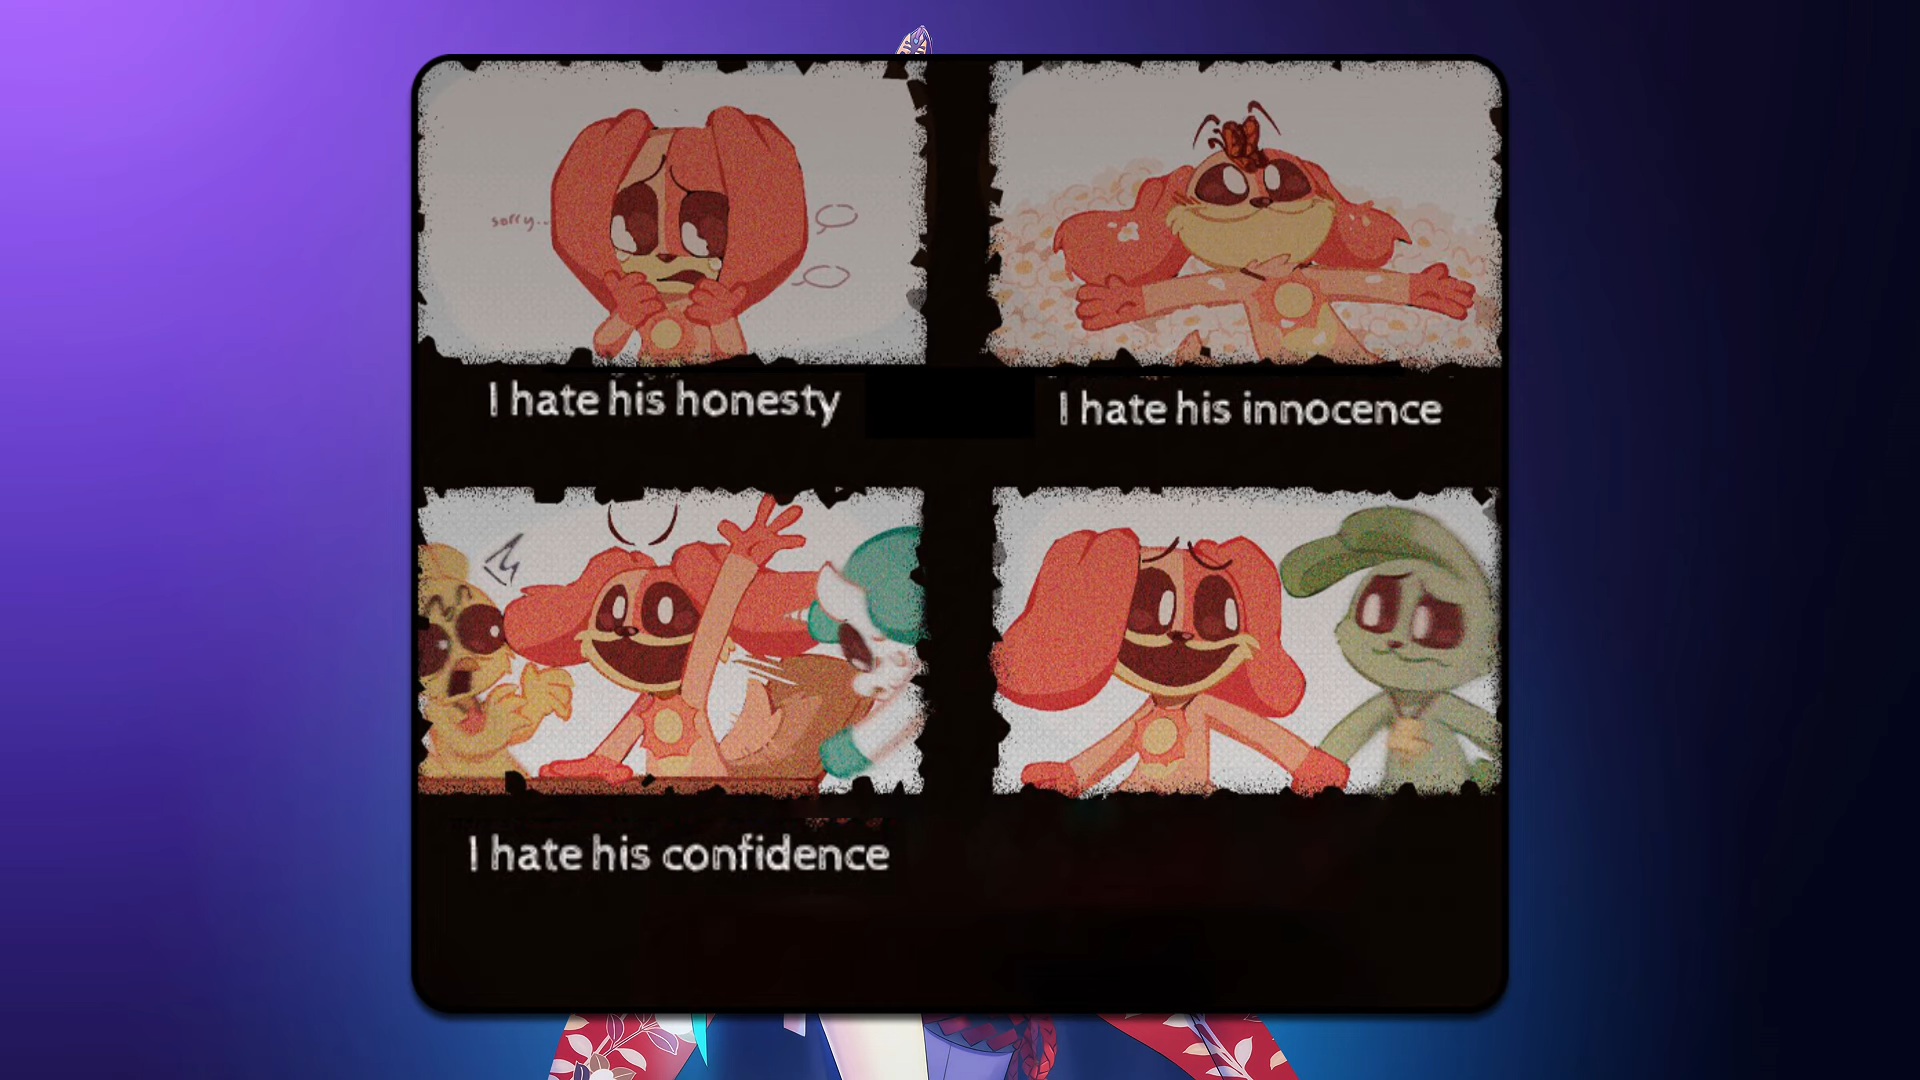 sorry...
I hate his honesty
I hate his innocence
I hate his confidence